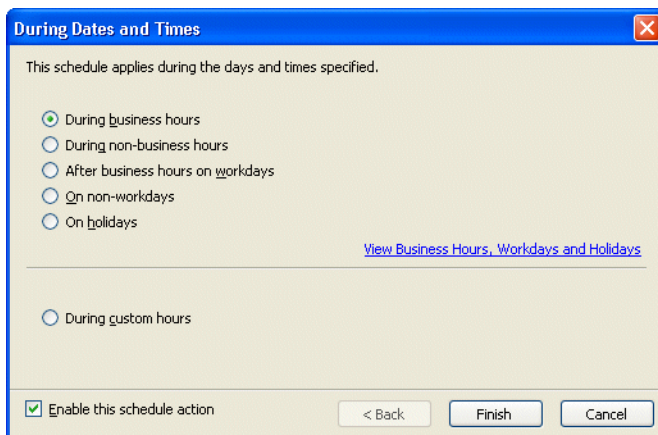 During Dates and Times
This schedule applies during the days and times specified.
During business hours
During non-business hours
After business hours on workdays
On non-workdays
On holidays
View Business Hours, Workdays and Holidays
During custom hours
Enable this schedule action
< Back
Finish
Cancel